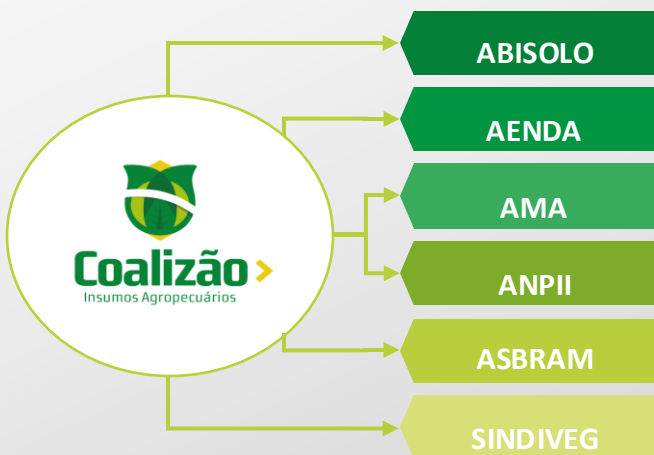 ABISOLO
AENDA
AMA
ANPII
ASBRAM
SINDIVEG
Coalizão
Insumos Agropecuários